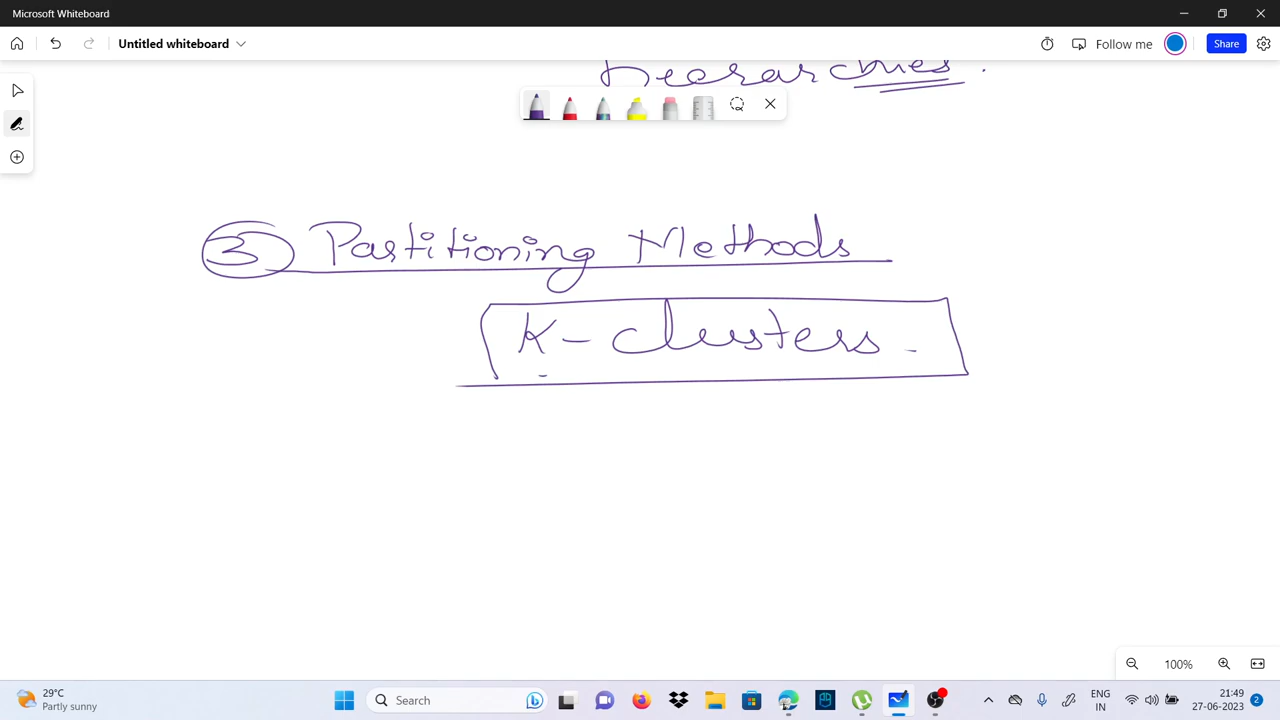 Microsoft Whiteboard
Untitled whiteboard
Follow me
Share
3 Partitioning Methods
K-clusters.
100%
29°C
Partly sunny
Search
ENG
IN
21:49
27-06-2023
2